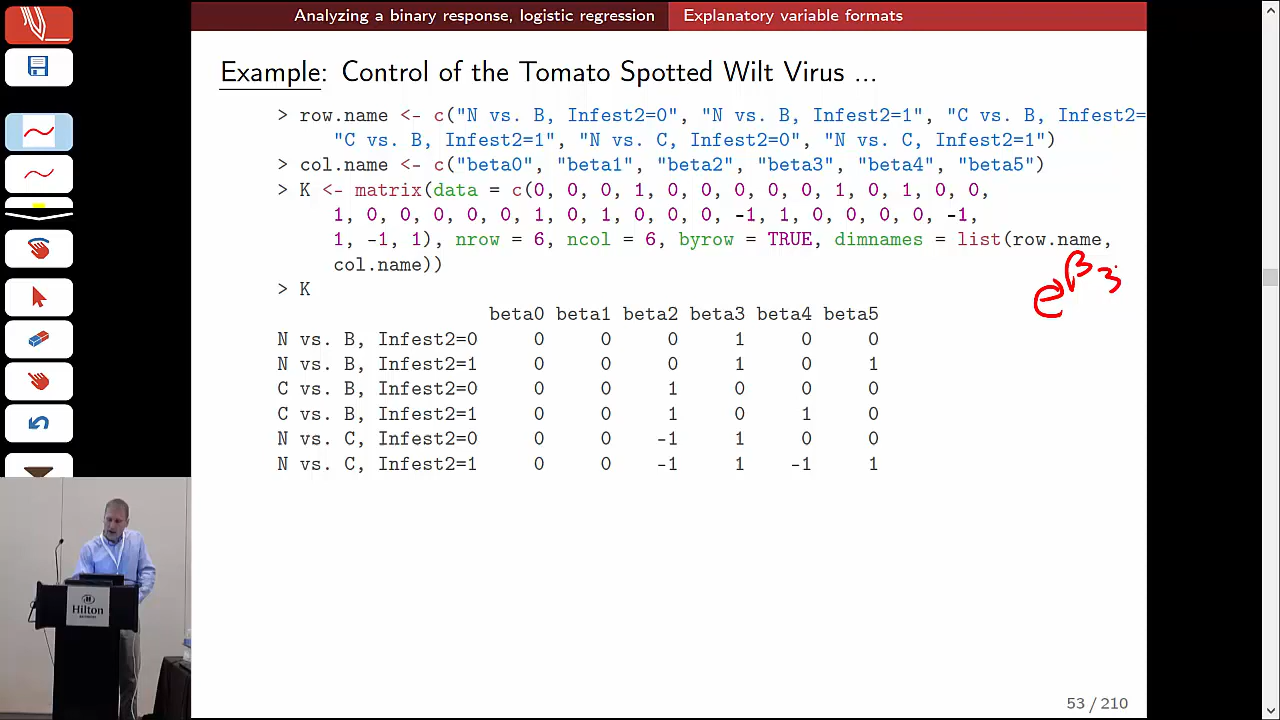 Analyzing a binary response, logistic regression Explanatory variable formats
Example: Control of the Tomato Spotted Wilt Virus ...
> row.name <- c("N vs. B, Infest2=0", "N vs. B, Infest2=1", "C vs. B, Infest2=
"C vs. B, Infest2=1", "N vs. C, Infest2=0", "N vs. C, Infest2=1")
> col.name <- c("beta0", "beta1", "beta2", "beta3", "beta4", "beta5")
> K <- matrix(data = c(0, 0, 0, 1, 0, 0, 0, 0, 0, 1, 0, 1, 0, 0,
1, 0, 0, 0, 0, 0, 1, 0, 1, 0, 0, 0, -1, 1, 0, 0, 0, 0, -1,
1, -1, 1), nrow = 6, ncol = 6, byrow = TRUE, dimnames = list(row.name,
col.name))
e^β3
> K
beta0 beta1 beta2 beta3 beta4 beta5
N vs. B, Infest2=0 0 0 0 1 0 0
N vs. B, Infest2=1 0 0 0 1 0 1
C vs. B, Infest2=0 0 0 1 0 0 0
C vs. B, Infest2=1 0 0 1 0 1 0
N vs. C, Infest2=0 0 0 -1 1 0 0
N vs. C, Infest2=1 0 0 -1 1 -1 1
Hilton
53 / 210